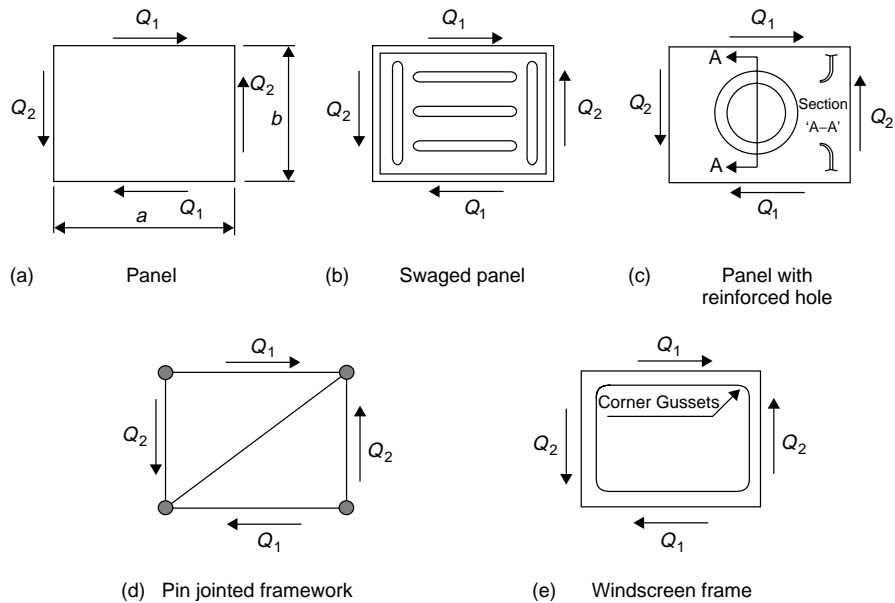 Q1
Q2
Q2
b
Q1
a
(a) Panel
Q1
Q2
Q2
Q1
(b) Swaged panel
Q1
A
Q2
Section
'A–A'
Q2
A
Q1
(c) Panel with
reinforced hole
Q1
Q2
Q2
Q1
(d) Pin jointed framework
Q1
Corner Gussets
Q2
Q2
Q1
(e) Windscreen frame